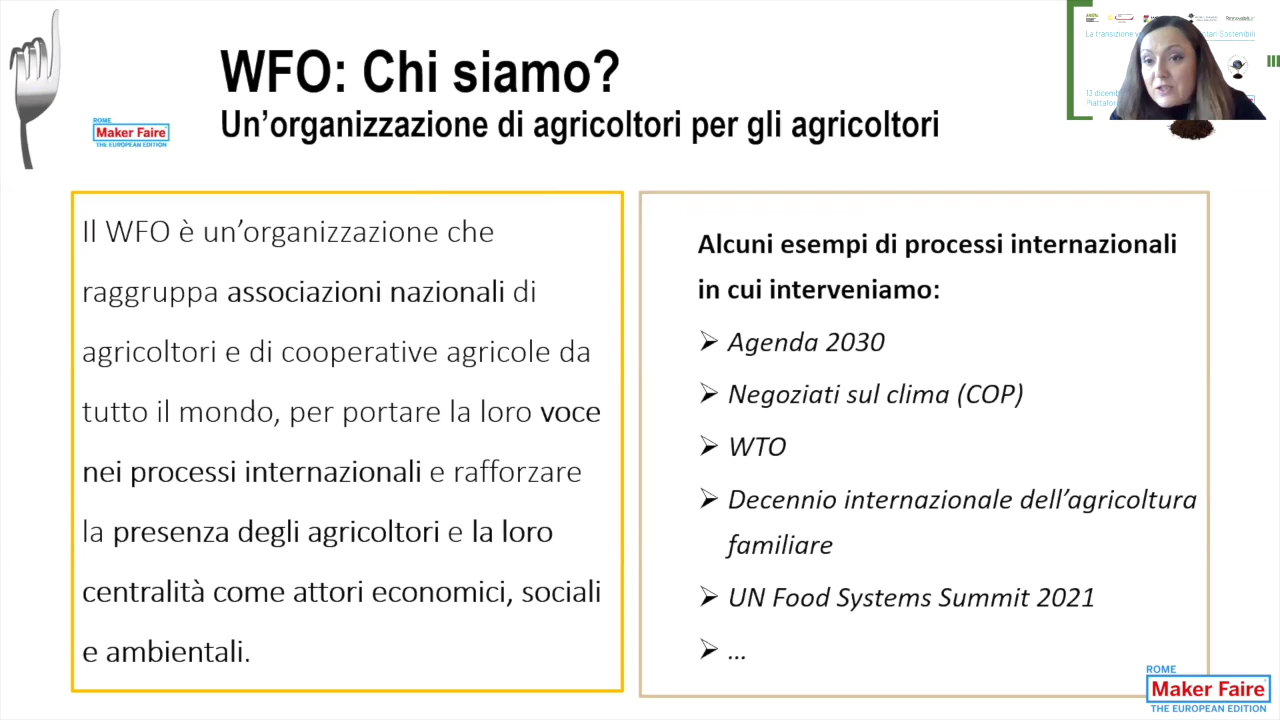 WFO: Chi siamo?
Un’organizzazione di agricoltori per gli agricoltori
ROME
Maker Faire
THE EUROPEAN EDITION
Il WFO è un’organizzazione che
raggruppa associazioni nazionali di
agricoltori e di cooperative agricole da
tutto il mondo, per portare la loro voce
nei processi internazionali e rafforzare
la presenza degli agricoltori e la loro
centralità come attori economici, sociali
e ambientali.
Alcuni esempi di processi internazionali
in cui interveniamo:
⮚ Agenda 2030
⮚ Negoziati sul clima (COP)
⮚ WTO
⮚ Decennio internazionale dell’agricoltura
familiare
⮚ UN Food Systems Summit 2021
⮚ …
La transizione
13
ROME
Maker Faire
THE EUROPEAN EDITION